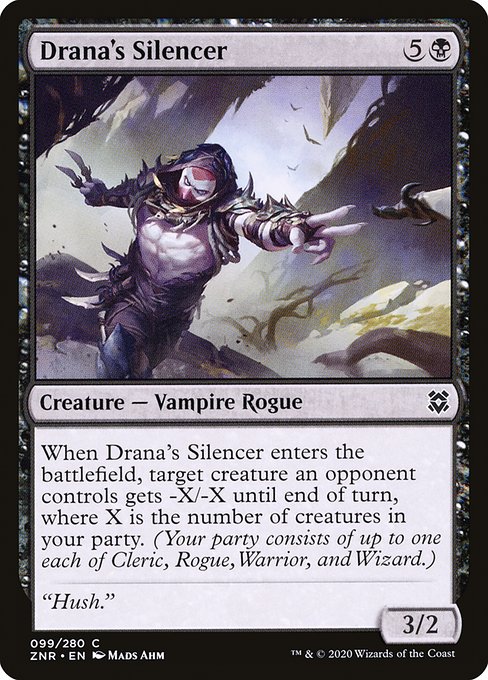 Drana's Silencer 5
Creature — Vampire Rogue
When Drana's Silencer enters the
battlefield, target creature an opponent
controls gets -X/-X until end of turn,
where X is the number of creatures in
your party. (Your party consists of up to one
each of Cleric, Rogue, Warrior, and Wizard.)
"Hush."
3/2
099/280 C
ZNR • EN Mads Ahm
™ & © 2020 Wizards of the Coast